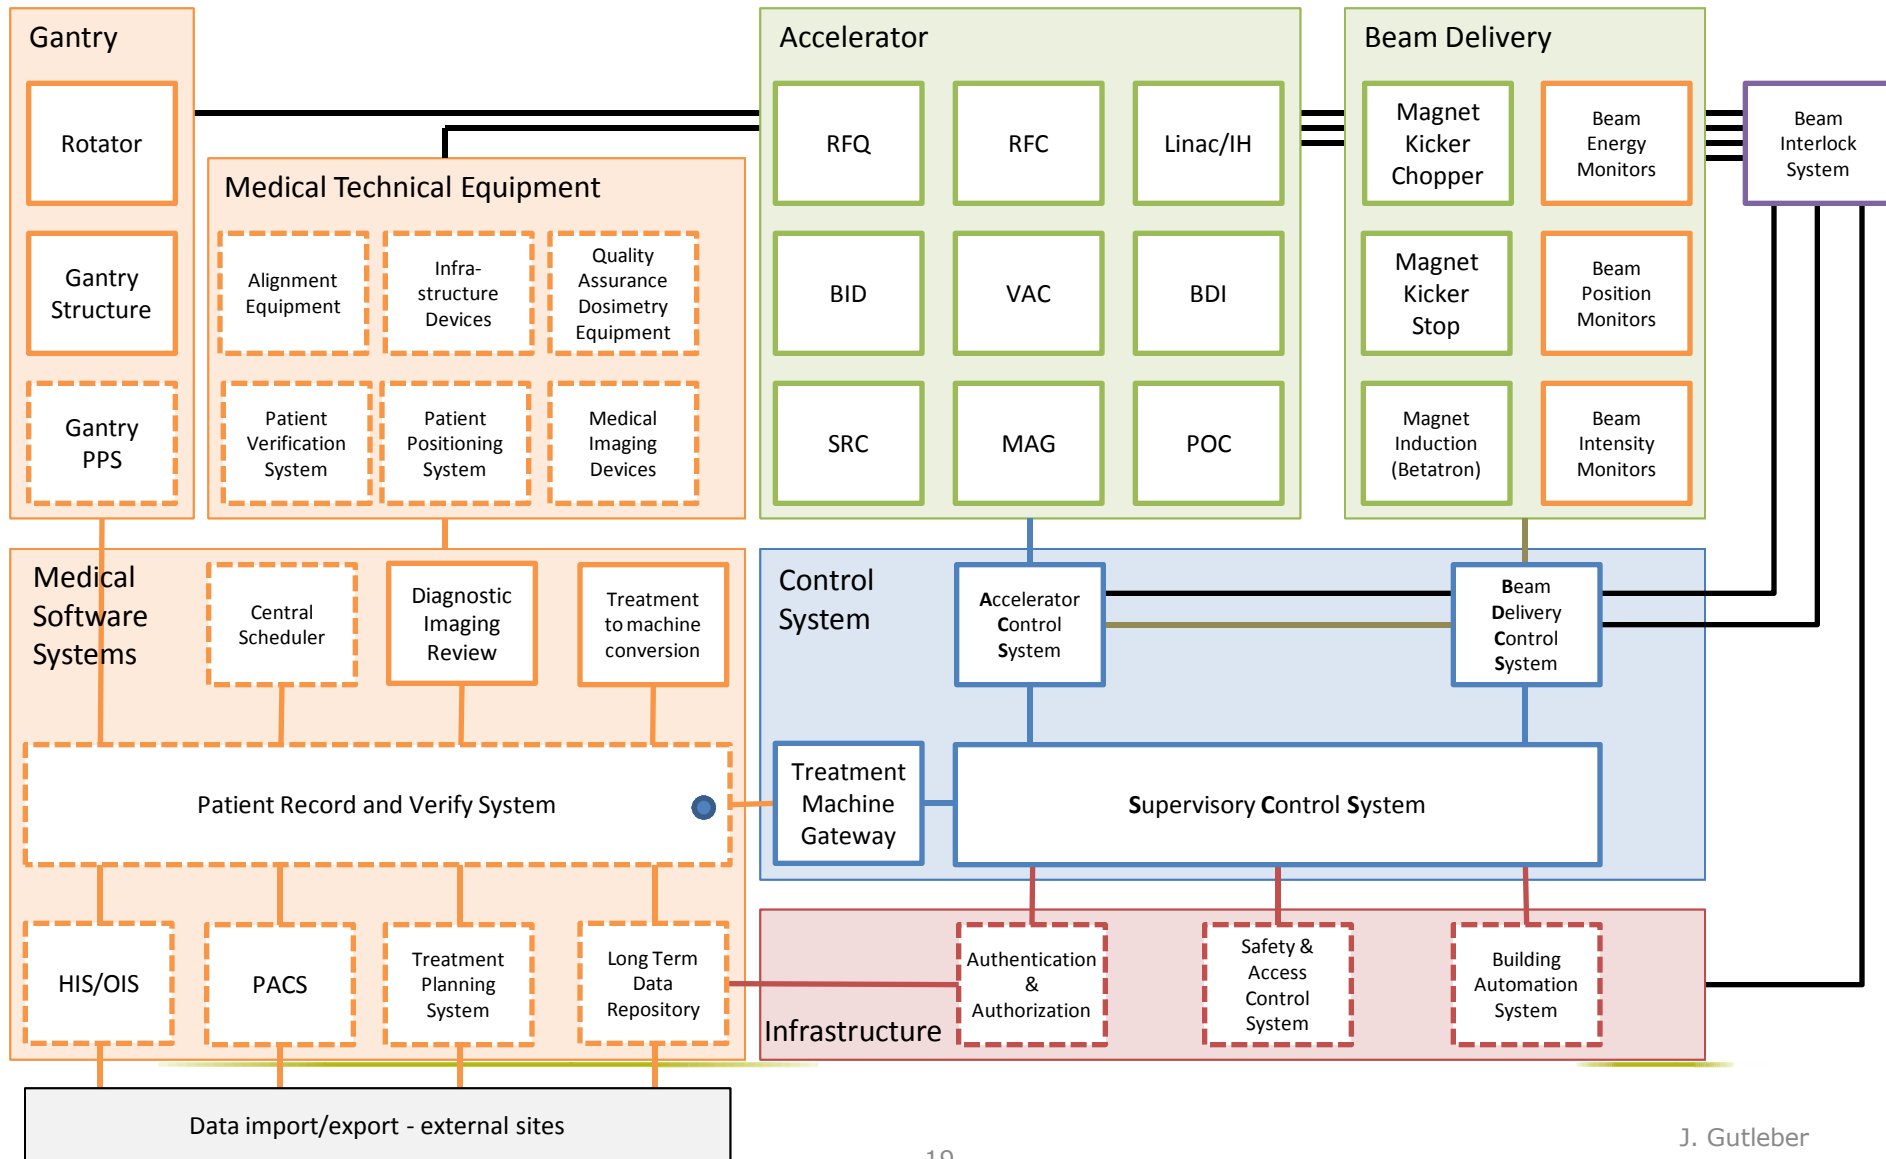 Gantry
Rotator
Gantry
Structure
Gantry
PPS
Medical Technical Equipment
Alignment
Equipment
Infra-
structure
Devices
Quality
Assurance
Dosimetry
Equipment
Patient
Verification
System
Patient
Positioning
System
Medical
Imaging
Devices
Accelerator
RFQ
RFC
Linac/IH
BID
VAC
BDI
SRC
MAG
POC
Beam Delivery
Magnet
Kicker
Chopper
Beam
Energy
Monitors
Magnet
Kicker
Stop
Beam
Position
Monitors
Magnet
Induction
(Betatron)
Beam
Intensity
Monitors
Beam
Interlock
System
Medical
Software
Systems
Central
Scheduler
Diagnostic
Imaging
Review
Treatment
to machine
conversion
Patient Record and Verify System
HIS/OIS
PACS
Treatment
Planning
System
Long Term
Data
Repository
Control
System
Accelerator
Control
System
Beam
Delivery
Control
System
Treatment
Machine
Gateway
Supervisory Control System
Infrastructure
Authentication
&
Authorization
Safety &
Access
Control
System
Building
Automation
System
Data import/export - external sites
19
J. Gutleber